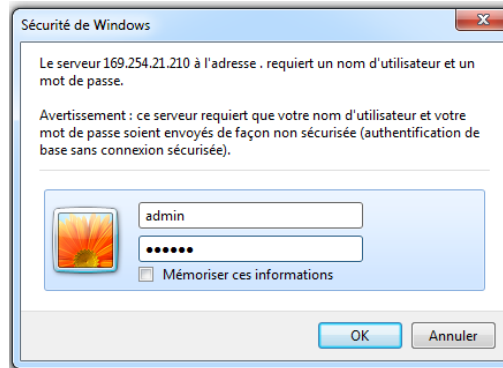 Sécurité de Windows
Le serveur 169.254.21.210 à l'adresse . requiert un nom d'utilisateur et un
mot de passe.
Avertissement : ce serveur requiert que votre nom d'utilisateur et votre
mot de passe soient envoyés de façon non sécurisée (authentification de
base sans connexion sécurisée).
admin
••••••
Mémoriser ces informations
OK
Annuler